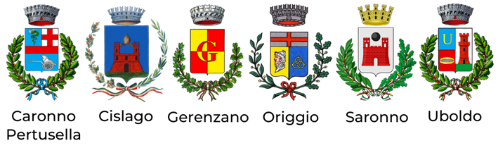 G
U
Caronno Pertusella
Cislago
Gerenzano
Origgio
Saronno
Uboldo